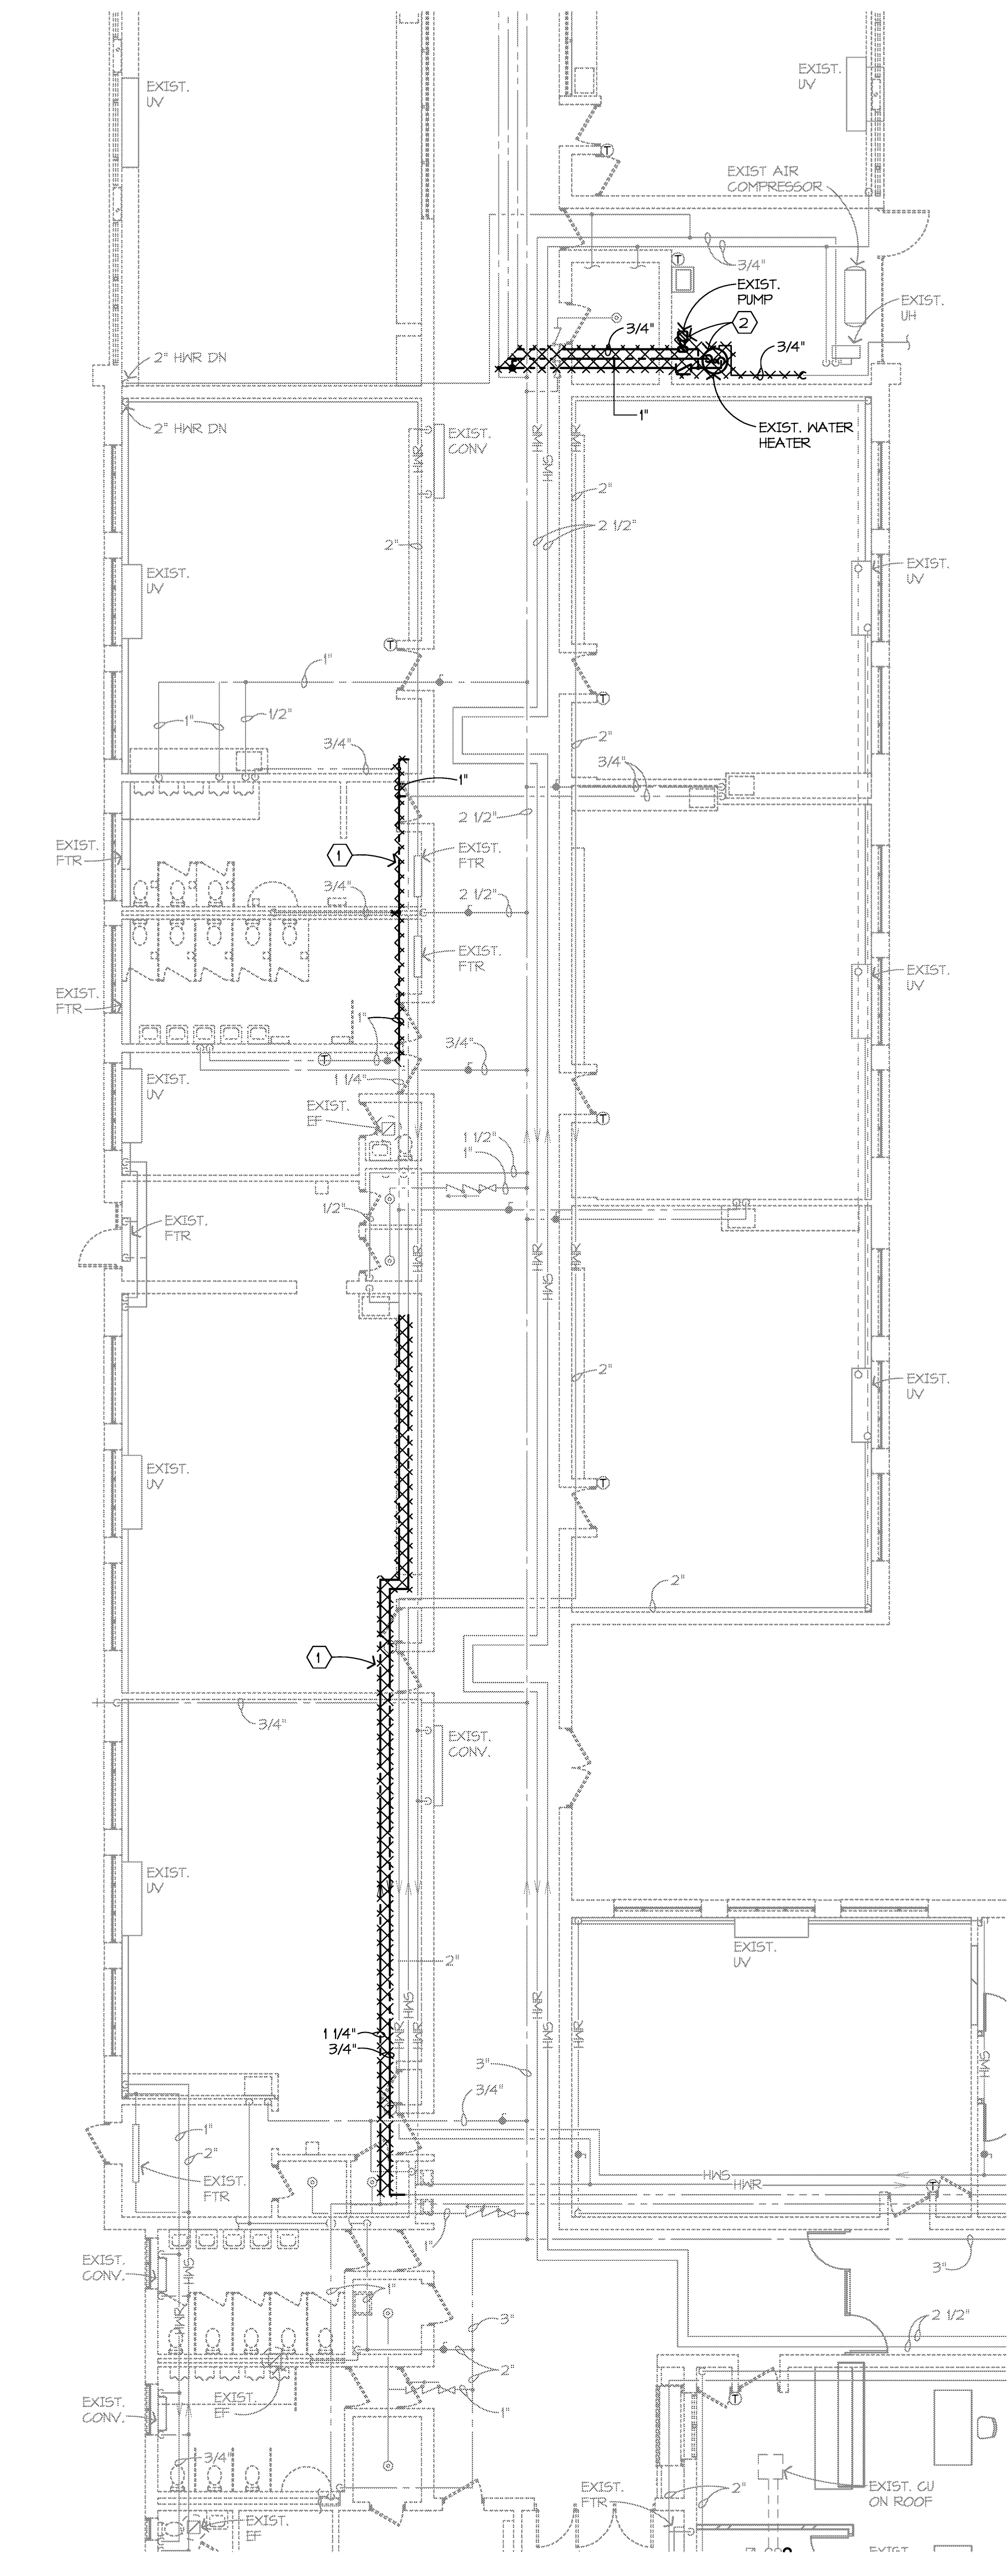 EXIST.
UV
EXIST.
UV
T
EXIST AIR
COMPRESSOR
T
3/4"
EXIST.
PUMP
2
EXIST.
UH
3/4"
3/4"
2" HWR DN
1"
2" HWR DN
EXIST. WATER
HEATER
EXIST.
CONV
HWR
HWR
HWR
HWS
2"
2 1/2"
2"
EXIST.
UV
EXIST.
UV
T
1"
T
1"
1/2"
3/4"
2"
3/4"
1"
2 1/2"
EXIST.
FTR
1
EXIST.
FTR
3/4"
2 1/2"
EXIST.
FTR
EXIST.
UV
EXIST.
FTR
1"
3/4"
T
EXIST.
UV
1 1/4"
EXIST.
EF
T
1 1/2"
1"
1/2"
EXIST.
FTR
HWR
HWR
HWR
HWS
2"
EXIST.
UV
EXIST.
UV
T
2"
1
3/4"
EXIST.
CONV.
EXIST.
UV
EXIST.
UV
2"
HWS
HWR
1 1/4"
3/4"
HWR
HWR
HWS
HWR
HWS
3"
3/4"
1"
2"
EXIST.
FTR
HWS
HWR
T
1"
EXIST.
CONV.
HWS
HWR
3"
1"
3"
2 1/2"
2"
EXIST.
EF
1"
EXIST.
CONV.
T
3/4"
EXIST.
FTR
2"
EXIST. CU
ON ROOF
EXIST.
EF
EXIST.